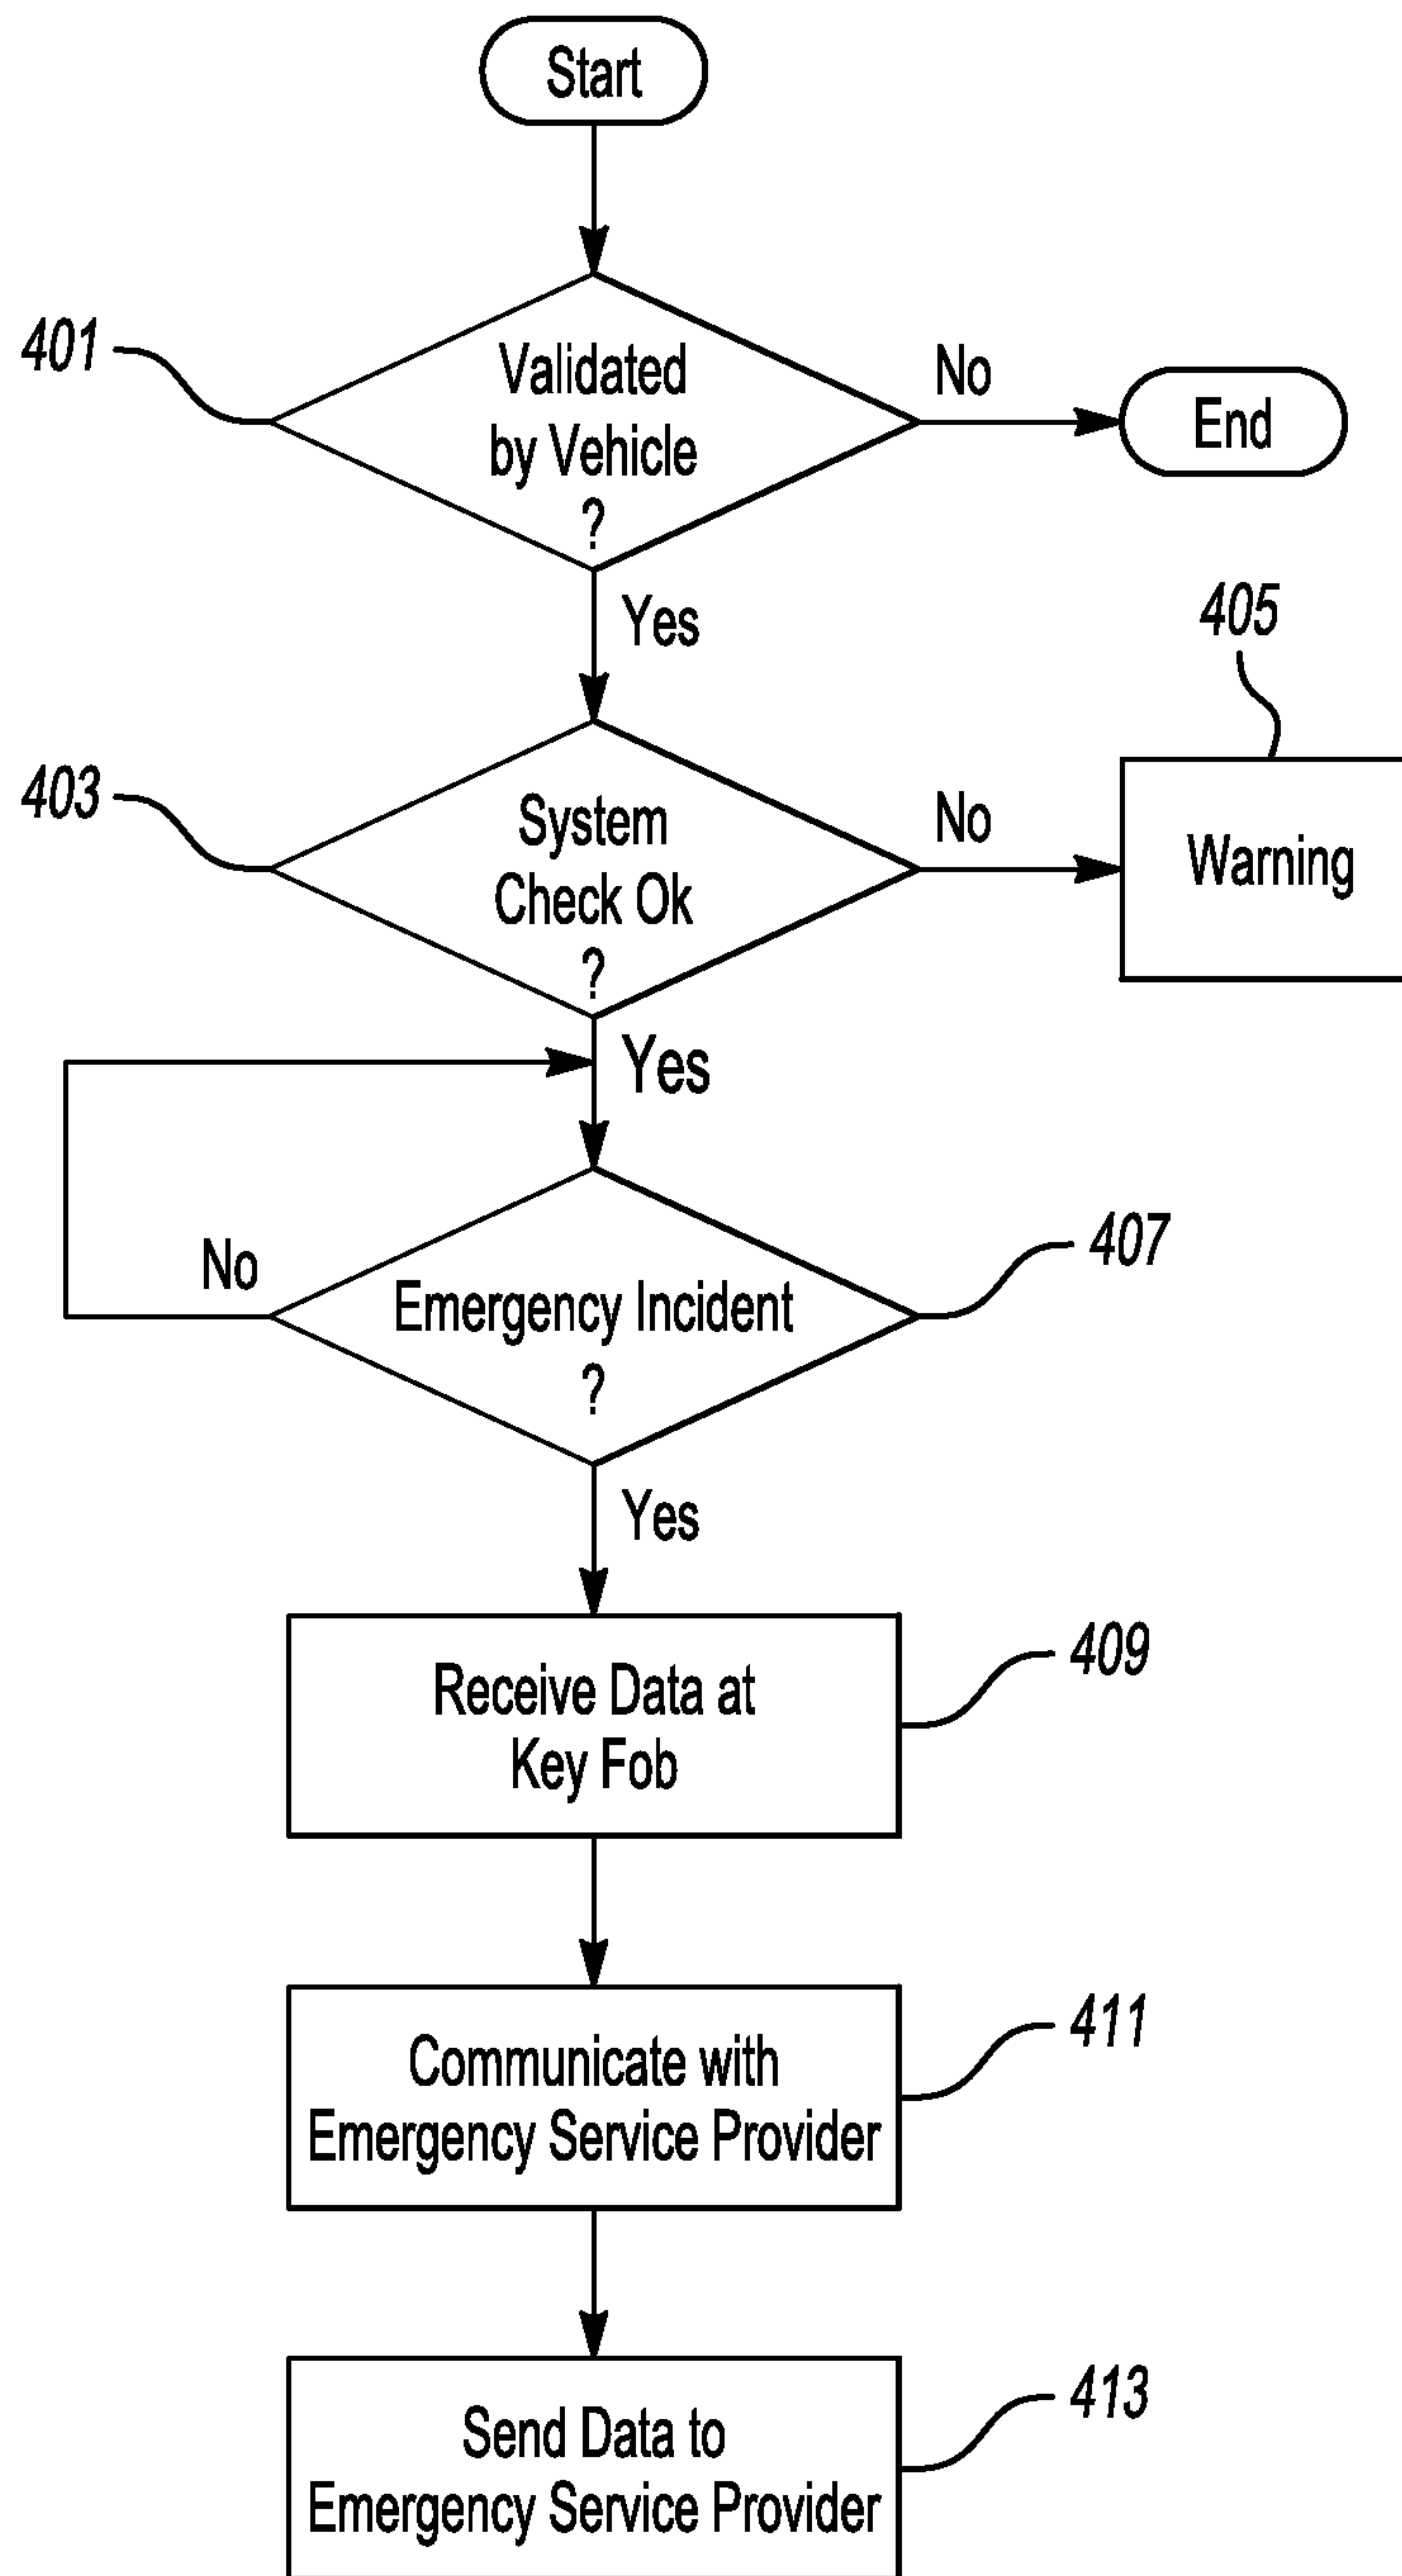 Start
401
Validated
by Vehicle
?
No
End
Yes
405
403
System
Check Ok
?
No
Warning
Yes
407
No
Emergency Incident
?
Yes
409
Receive Data at
Key Fob
411
Communicate with
Emergency Service Provider
413
Send Data to
Emergency Service Provider